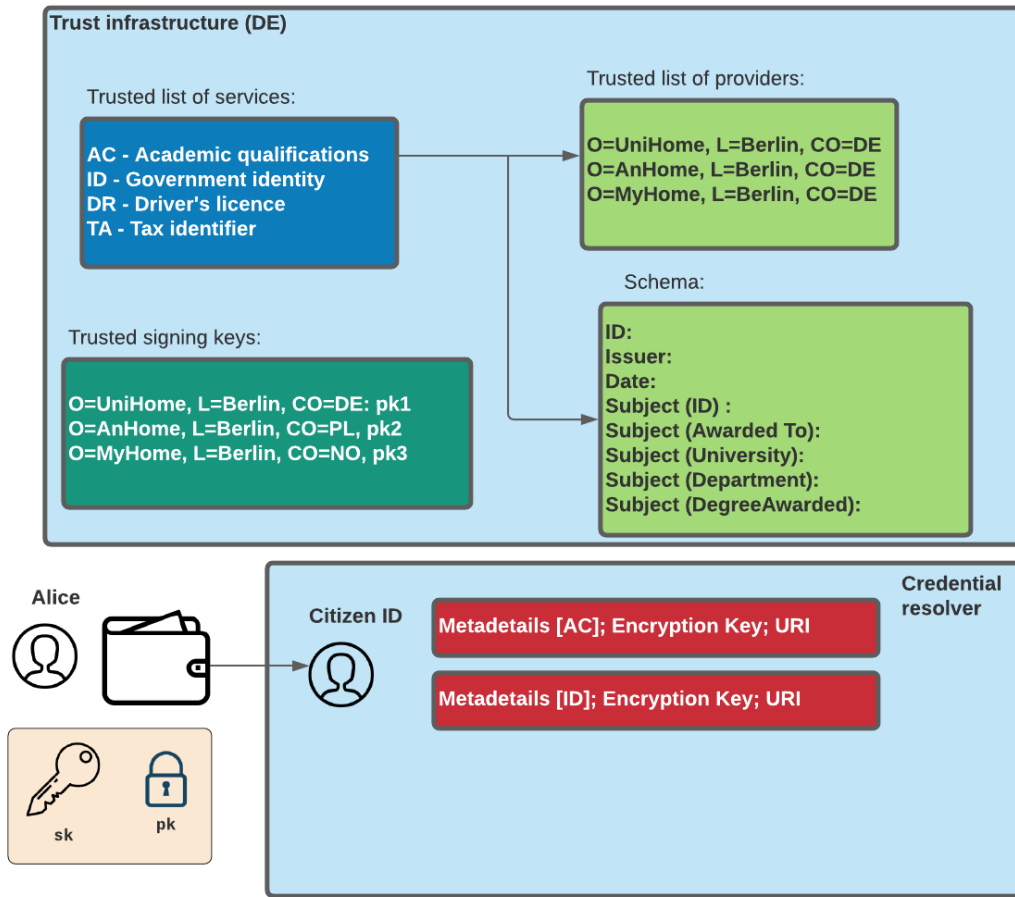 Trust infrastructure (DE)
Trusted list of services:
AC - Academic qualifications
ID - Government identity
DR - Driver's licence
TA - Tax identifier
Trusted list of providers:
O=UniHome, L=Berlin, CO=DE
O=AnHome, L=Berlin, CO=DE
O=MyHome, L=Berlin, CO=DE
Trusted signing keys:
O=UniHome, L=Berlin, CO=DE: pk1
O=AnHome, L=Berlin, CO=PL, pk2
O=MyHome, L=Berlin, CO=NO, pk3
Schema:
ID:
Issuer:
Date:
Subject (ID) :
Subject (Awarded To):
Subject (University):
Subject (Department):
Subject (DegreeAwarded):
Alice
sk
pk
Citizen ID
Credential
resolver
Metadetails [AC]; Encryption Key; URI
Metadetails [ID]; Encryption Key; URI